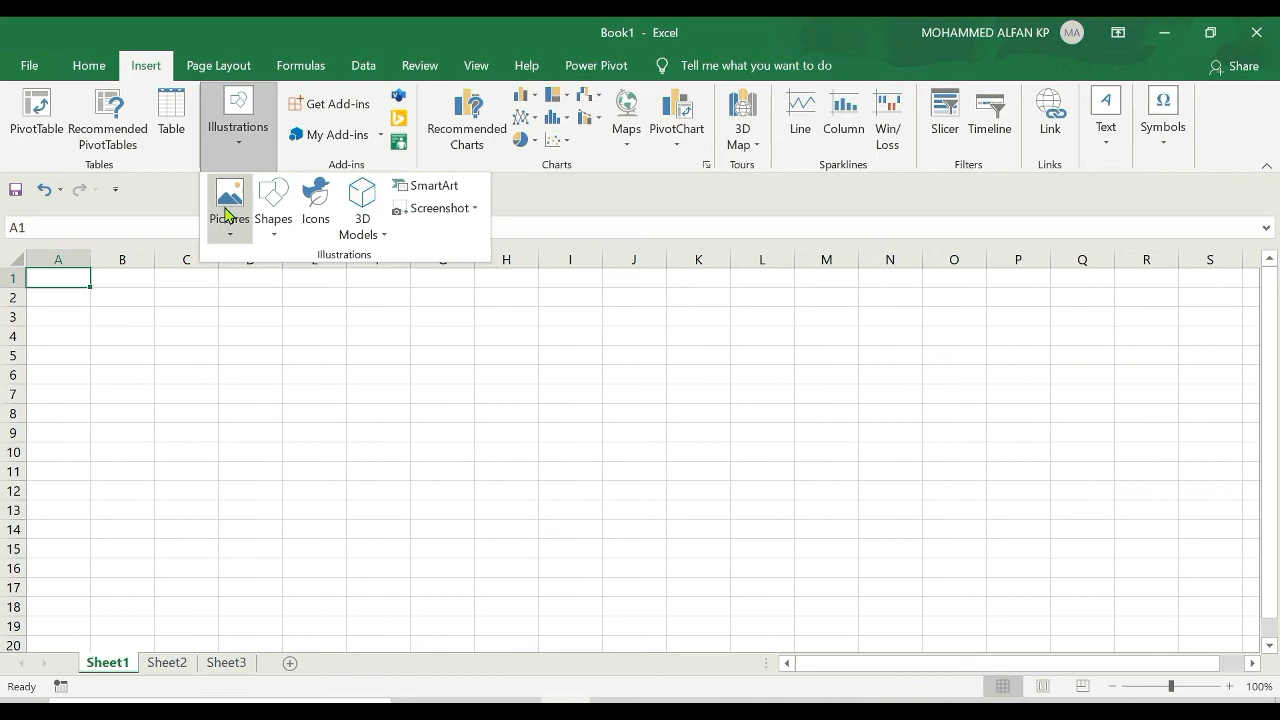 Book1 - Excel
MOHAMMED ALFAN KP
MA
File Home Insert Page Layout Formulas Data Review View Help Power Pivot Tell me what you want to do Share
PivotTable Recommended PivotTables Table
Tables
Illustrations
Get Add-ins
My Add-ins
Add-ins
Recommended Charts
Maps PivotChart
Charts
3D Map
Tours
Line Column Win/Loss
Sparklines
Slicer Timeline
Filters
Link
Links
Text
Symbols
Shapes Icons 3D Models
SmartArt
Screenshot
Illustrations
A1
A B C H I J K L M N O P Q R S
1
2
3
4
5
6
7
8
9
10
11
12
13
14
15
16
17
18
19
20
Sheet1 Sheet2 Sheet3
Ready
100%